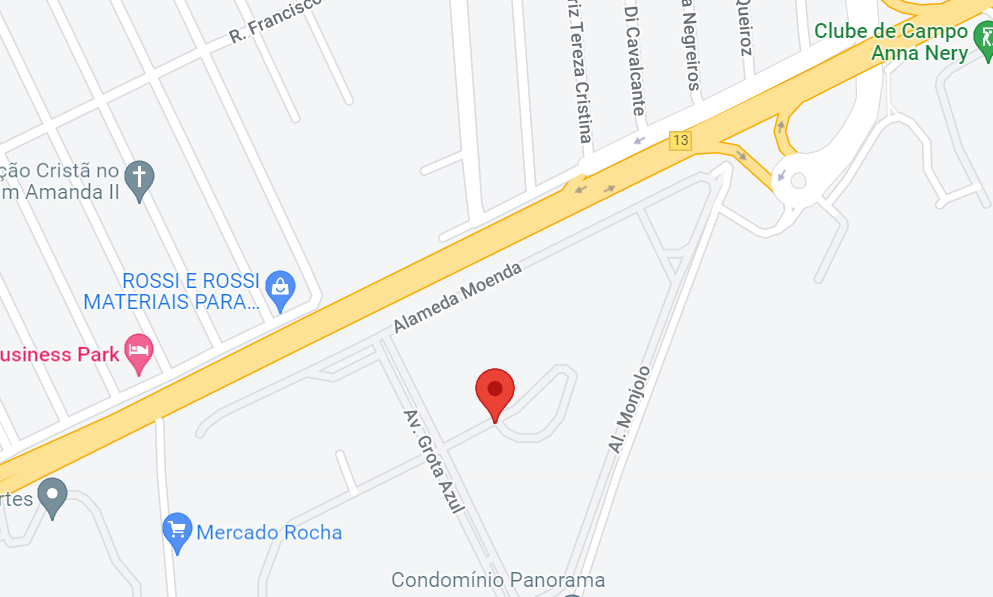 R. Francisco
riz Tereza Cristina
Di Cavalcante
a Negreiros
Queiroz
Clube de Campo
Anna Nery
13
ção Cristã no
m Amanda II
ROSSI E ROSSI
MATERIAIS PARA...
Alameda Moenda
usiness Park
Av. Grota Azul
Al. Monjolo
rtes
Mercado Rocha
Condomínio Panorama